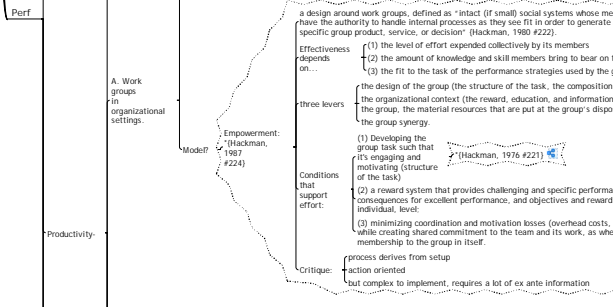 Perf
Productivity-
A. Work
groups
in
organizational
settings.
Model?
Empowerment:
"{Hackman,
1987
#224}
a design around work groups, defined as "intact (if small) social systems whose me
have the authority to handle internal processes as they see fit in order to generate
specific group product, service, or decision" {Hackman, 1980 #222}.
Effectiveness
depends
on...
(1) the level of effort expended collectively by its members
(2) the amount of knowledge and skill members bring to bear on
(3) the fit to the task of the performance strategies used by the
three levers
the design of the group (the structure of the task, the composition
the organizational context (the reward, education, and information
the group, the material resources that are put at the group's dispo
the group synergy.
Conditions
that
support
effort:
(1) Developing the
group task such that
it's engaging and
motivating (structure
of the task)
"{Hackman, 1976 #221}
(2) a reward system that provides challenging and specific performa
consequences for excellent performance, and objectives and reward
individual, level;
(3) minimizing coordination and motivation losses (overhead costs,
while creating shared commitment to the team and its work, as whe
membership to the group in itself.
Critique:
process derives from setup
action oriented
but complex to implement, requires a lot of ex ante information